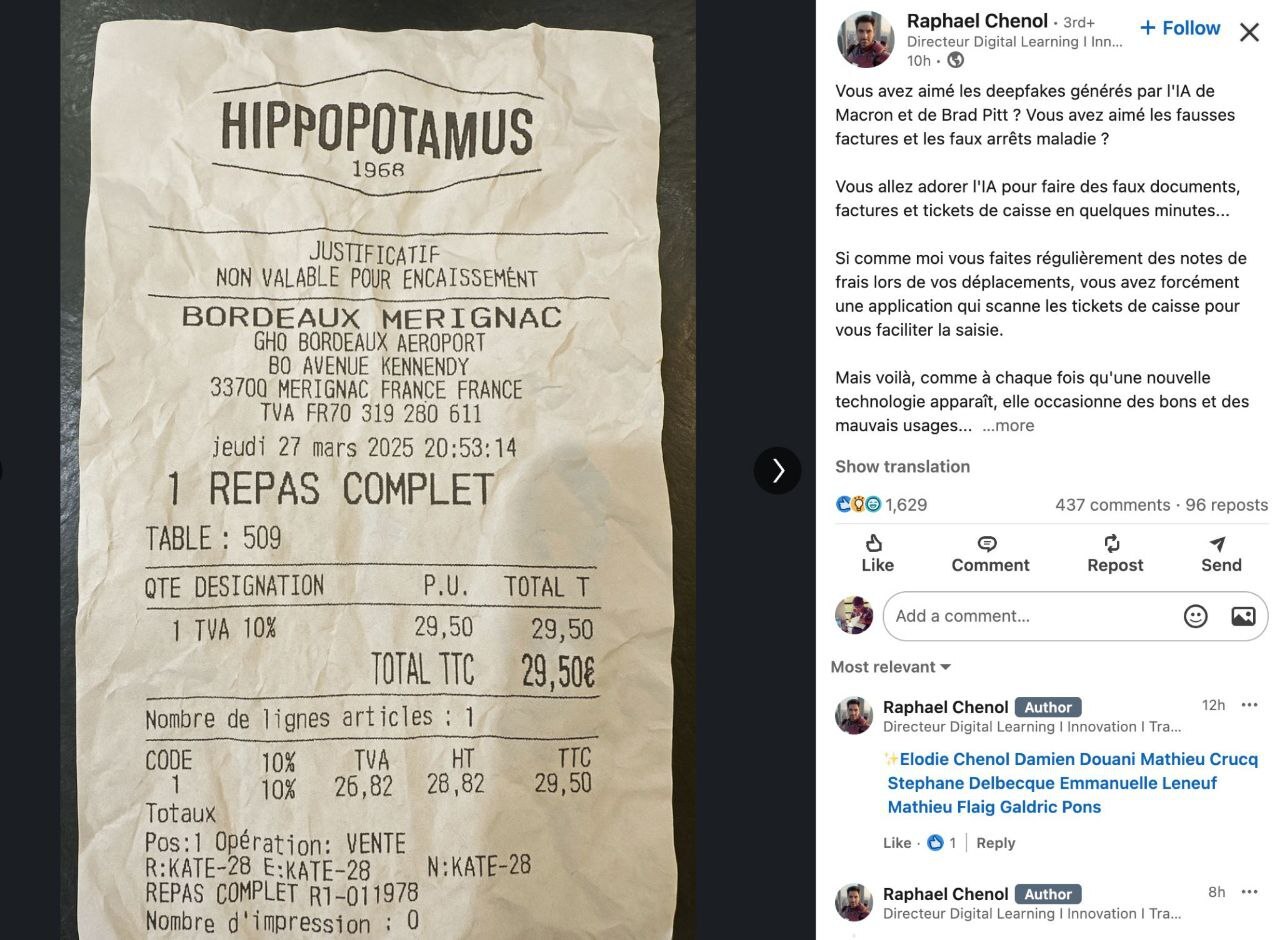 HIPPOPOTAMUS
1968
JUSTIFICATIF
NON VALABLE POUR ENCAISSEMÉNT
BORDEAUX MERIGNAC
GHO BORDEAUX AEROPORT
BO AVENUE KENNENDY
33700 MERIGNAC FRANCE FRANCE
TVA FR70 319 280 611
jeudi 27 mars 2025 20:53:14
1 REPAS COMPLET
TABLE : 509
QTE DESIGNATION P.U. TOTAL T
1 TVA 10% 29,50 29,50
TOTAL TTC 29,50€
Nombre de lignes articles : 1
CODE 10% TVA HT TTC
1 10% 26,82 28,82 29,50
Totaux
Pos:1 Opération: VENTE
R:KATE-28 E:KATE-28 N:KATE-28
REPAS COMPLET R1-011978
Nombre d'impression : 0
Raphael Chenol · 3rd+
+ Follow
Directeur Digital Learning I Inn...
10h ·
Vous avez aimé les deepfakes générés par l'IA de
Macron et de Brad Pitt ? Vous avez aimé les fausses
factures et les faux arrêts maladie ?
Vous allez adorer l'IA pour faire des faux documents,
factures et tickets de caisse en quelques minutes...
Si comme moi vous faites régulièrement des notes de
frais lors de vos déplacements, vous avez forcément
une application qui scanne les tickets de caisse pour
vous faciliter la saisie.
Mais voilà, comme à chaque fois qu'une nouvelle
technologie apparaît, elle occasionne des bons et des
mauvais usages... ...more
Show translation
1,629 437 comments · 96 reposts
Like Comment Repost Send
Add a comment...
Most relevant
Raphael Chenol Author 12h
Directeur Digital Learning I Innovation I Tra...
✨Elodie Chenol Damien Douani Mathieu Crucq
Stephane Delbecque Emmanuelle Leneuf
Mathieu Flaig Galdric Pons
Like · 1 | Reply
Raphael Chenol Author 8h
Directeur Digital Learning I Innovation I Tra...